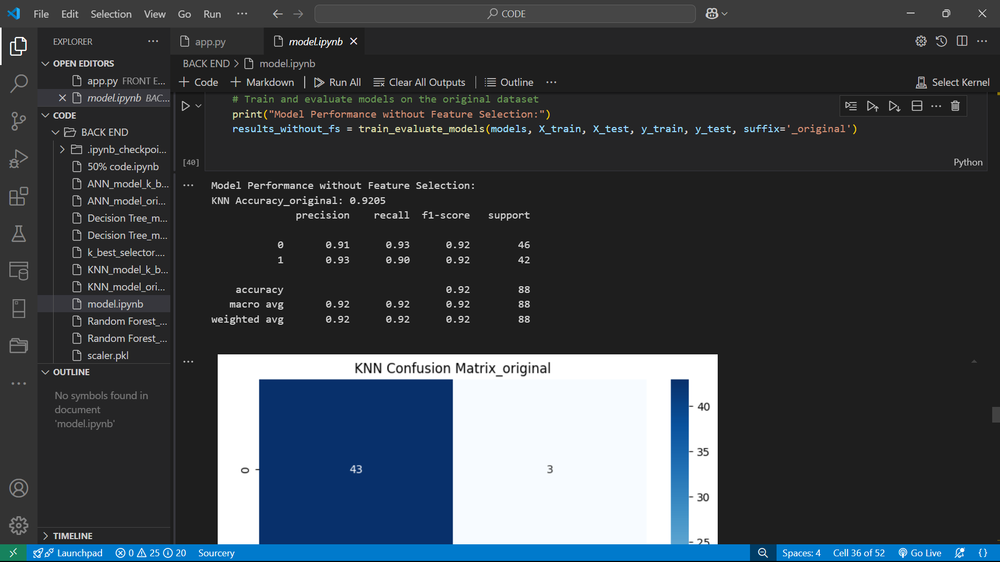 File Edit Selection View Go Run ··· CODE
EXPLORER ···
app.py
model.ipynb
OPEN EDITORS
app.py FRONT E...
model.ipynb BAC...
CODE
BACK END
.ipynb_checkpoi...
50% code.ipynb
ANN_model_k_b...
ANN_model_ori...
Decision Tree_m...
Decision Tree_m...
k_best_selector....
KNN_model_k_b...
KNN_model_ori...
model.ipynb
Random Forest_...
Random Forest_...
scaler.pkl
OUTLINE
No symbols found in
document
'model.ipynb'
TIMELINE
BACK END > model.ipynb
+ Code + Markdown Run All Clear All Outputs Outline ··· Select Kernel
# Train and evaluate models on the original dataset
print("Model Performance without Feature Selection:")
results_without_fs = train_evaluate_models(models, X_train, X_test, y_train, y_test, suffix='_original')
[40] Python
Model Performance without Feature Selection:
KNN Accuracy_original: 0.9205
precision recall f1-score support
0 0.91 0.93 0.92 46
1 0.93 0.90 0.92 42
accuracy 0.92 88
macro avg 0.92 0.92 0.92 88
weighted avg 0.92 0.92 0.92 88
KNN Confusion Matrix_original
40
35
0 43 3
30
25
Launchpad 0 25 20 Sourcery Spaces: 4 Cell 36 of 52 Go Live {}